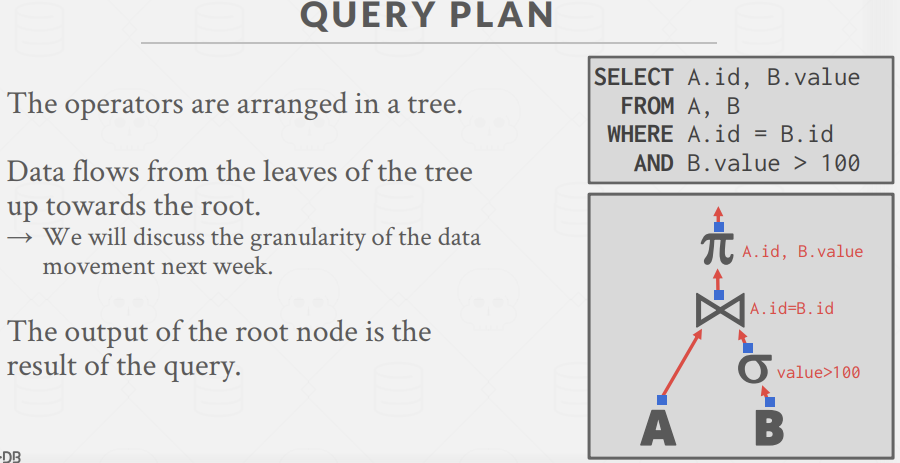 QUERY PLAN
The operators are arranged in a tree.
Data flows from the leaves of the tree
up towards the root.
→ We will discuss the granularity of the data
movement next week.
The output of the root node is the
result of the query.
SELECT A.id, B.value
FROM A, B
WHERE A.id = B.id
AND B.value > 100
π A.id, B.value
⋈ A.id=B.id
σ value>100
A B
·DB